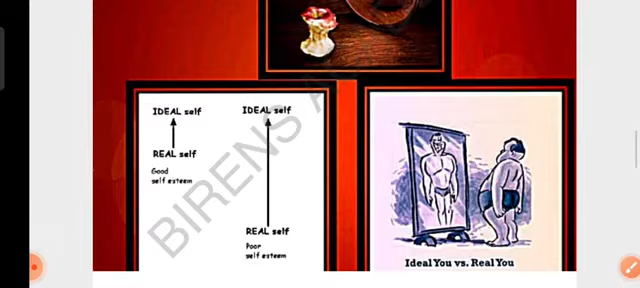 IDEAL self
IDEAL self
REAL self
Good
self esteem
REAL self
Poor
self esteem
Ideal You vs. Real You
BIRENS A